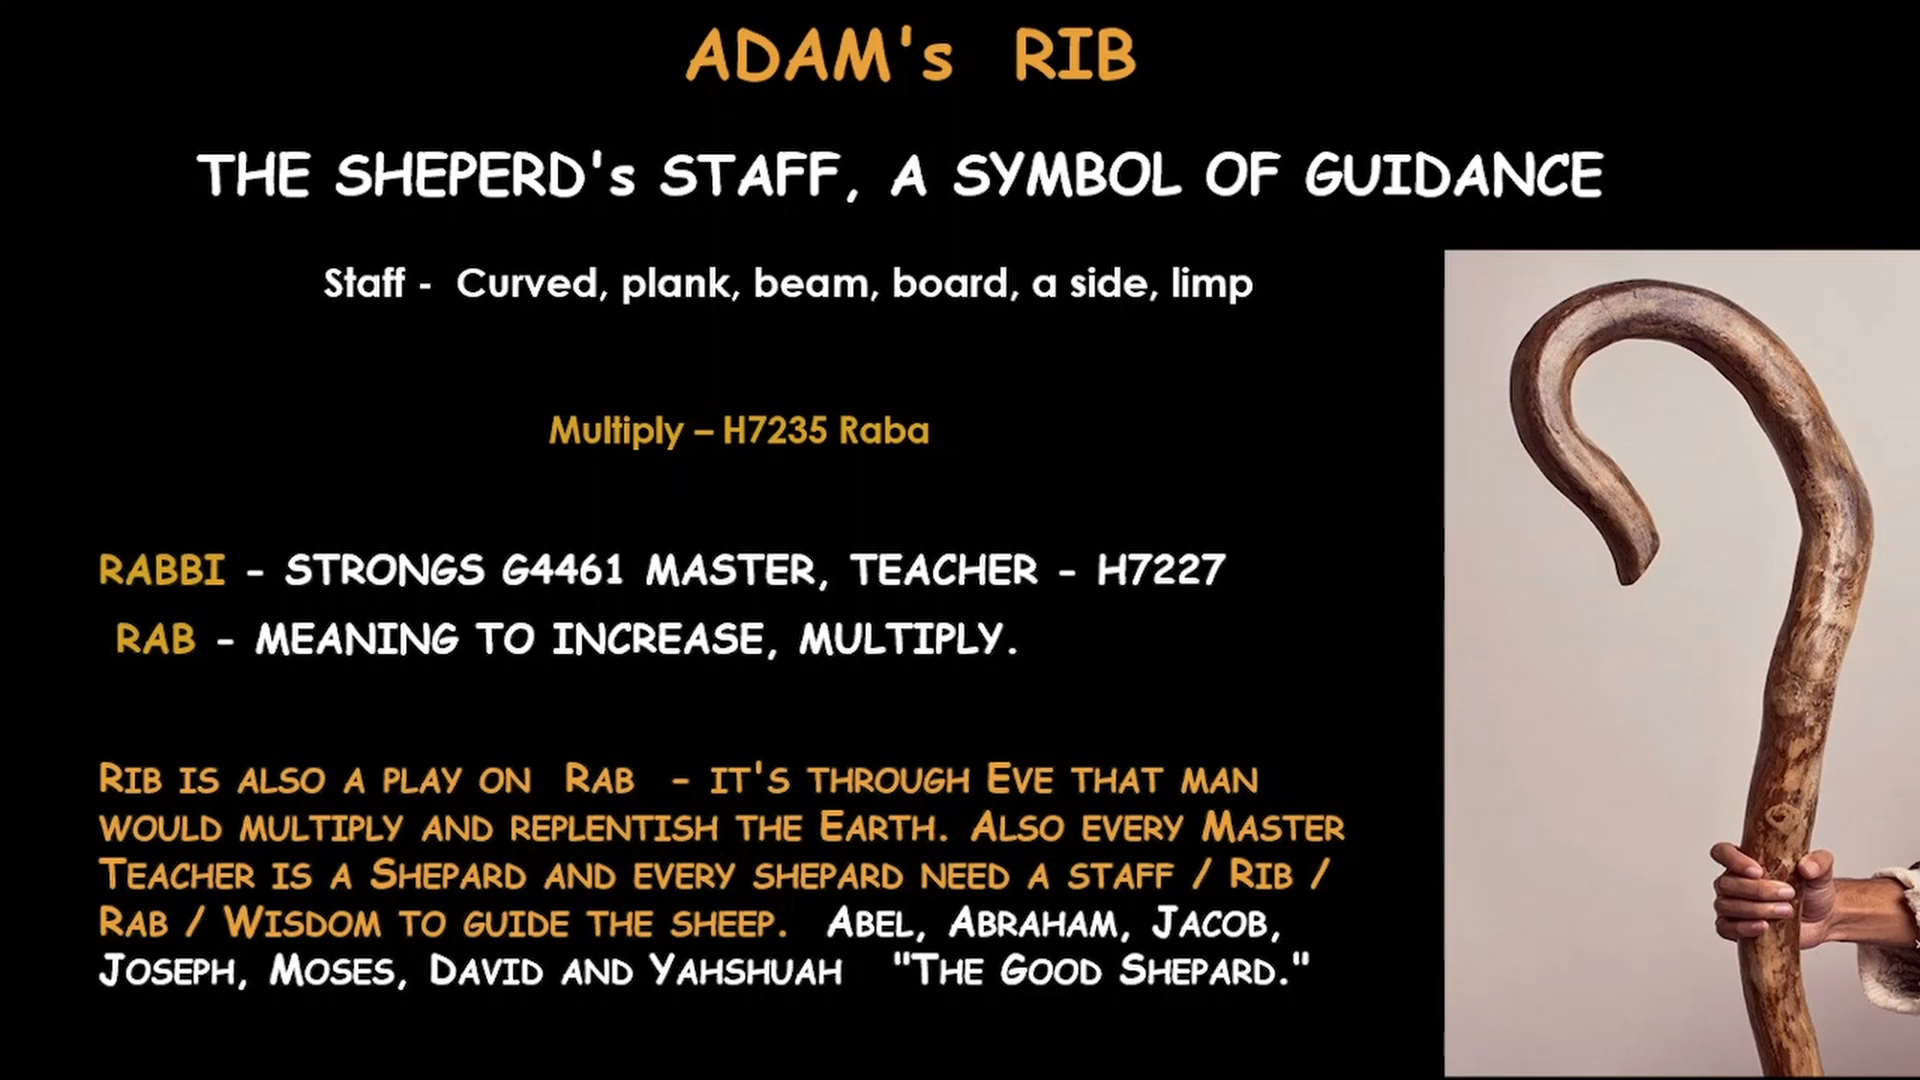 ADAM's RIB
THE SHEPERD's STAFF, A SYMBOL OF GUIDANCE
Staff - Curved, plank, beam, board, a side, limp
Multiply – H7235 Raba
RABBI - STRONGS G4461 MASTER, TEACHER - H7227
RAB - MEANING TO INCREASE, MULTIPLY.
RIB IS ALSO A PLAY ON RAB - IT'S THROUGH EVE THAT MAN
WOULD MULTIPLY AND REPLENTISH THE EARTH. ALSO EVERY MASTER
TEACHER IS A SHEPARD AND EVERY SHEPARD NEED A STAFF / RIB /
RAB / WISDOM TO GUIDE THE SHEEP. ABEL, ABRAHAM, JACOB,
JOSEPH, MOSES, DAVID AND YAHSHUAH "THE GOOD SHEPARD."